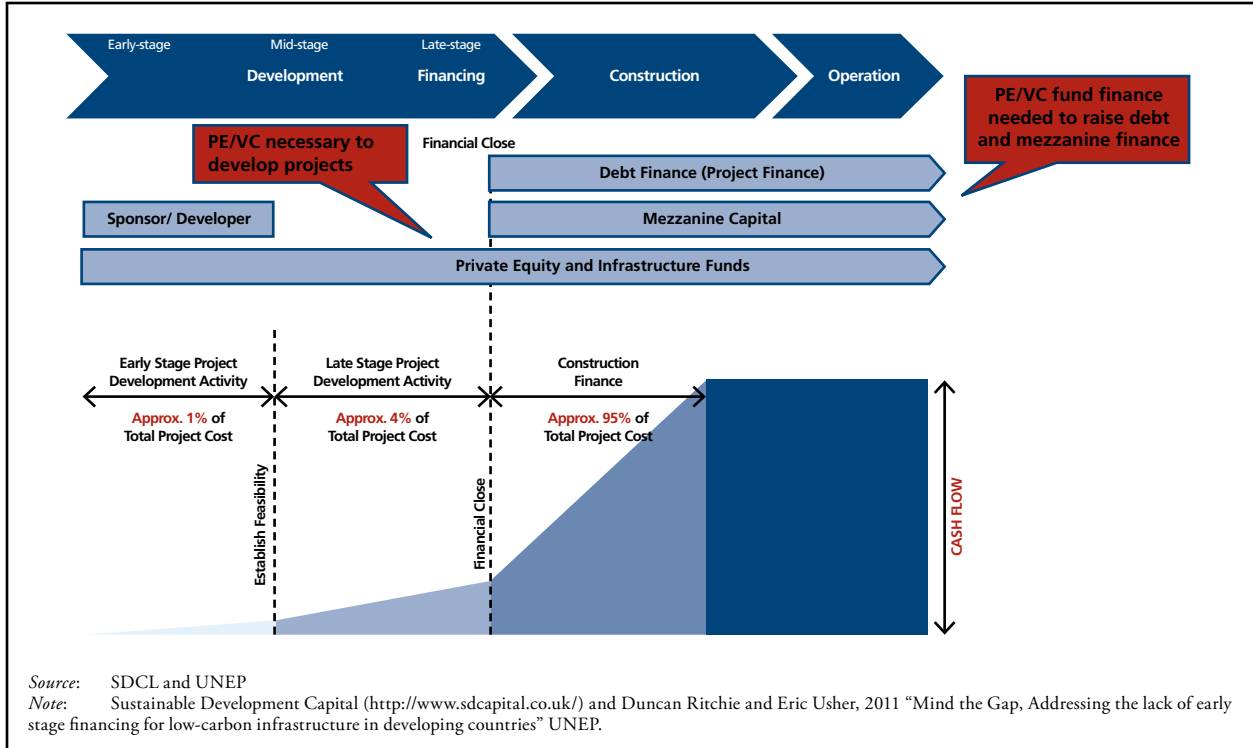 Early-stage
Mid-stage
Late-stage
Development
Financing
Construction
Operation
PE/VC necessary to
develop projects
Financial Close
PE/VC fund finance
needed to raise debt
and mezzanine finance
Debt Finance (Project Finance)
Sponsor/ Developer
Mezzanine Capital
Private Equity and Infrastructure Funds
Early Stage Project
Development Activity
Approx. 1% of
Total Project Cost
Late Stage Project
Development Activity
Approx. 4% of
Total Project Cost
Construction
Finance
Approx. 95% of
Total Project Cost
Establish Feasibility
Financial Close
CASH FLOW
Source: SDCL and UNEP
Note: Sustainable Development Capital (http://www.sdcapital.co.uk/) and Duncan Ritchie and Eric Usher, 2011 “Mind the Gap, Addressing the lack of early
stage financing for low-carbon infrastructure in developing countries” UNEP.